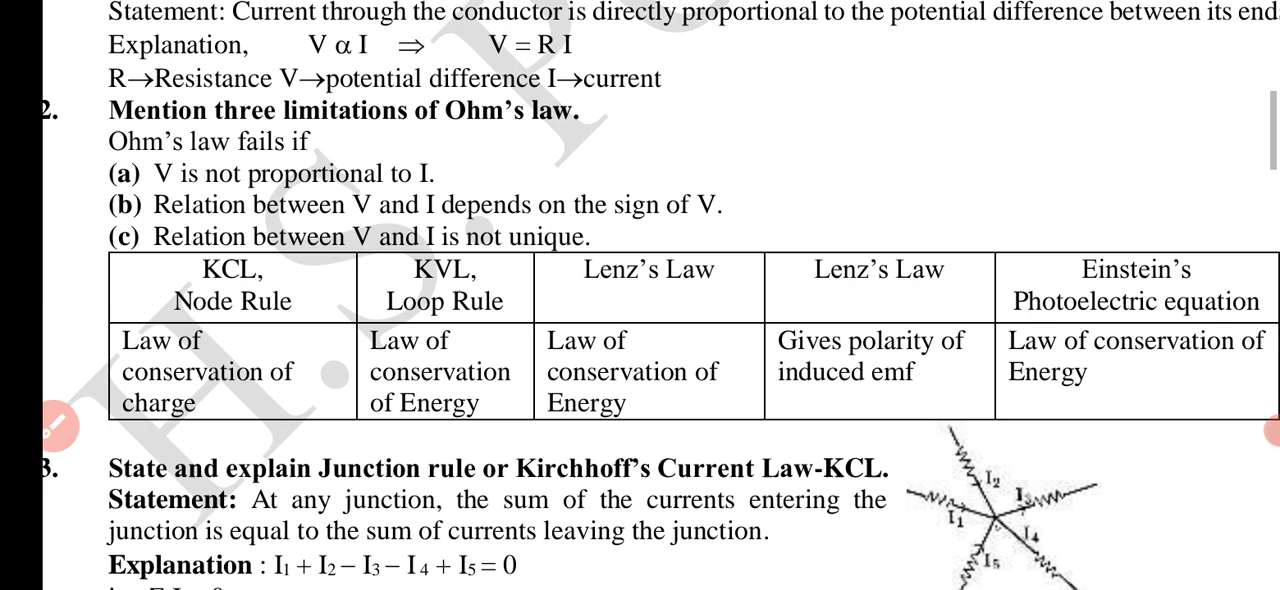 Statement: Current through the conductor is directly proportional to the potential difference between its end
Explanation, V α I ⇒ V = R I
R→Resistance V→potential difference I→current
2. Mention three limitations of Ohm's law.
Ohm's law fails if
(a) V is not proportional to I.
(b) Relation between V and I depends on the sign of V.
(c) Relation between V and I is not unique.
KCL, Node Rule | KVL, Loop Rule | Lenz's Law | Lenz's Law | Einstein's Photoelectric equation
Law of conservation of charge | Law of conservation of Energy | Law of conservation of Energy | Gives polarity of induced emf | Law of conservation of Energy
3. State and explain Junction rule or Kirchhoff's Current Law-KCL.
Statement: At any junction, the sum of the currents entering the
junction is equal to the sum of currents leaving the junction.
Explanation : I₁ + I₂ – I₃ – I ₄ + I₅ = 0
I₂
I₃
I₁
I₄
I₅
H.S.